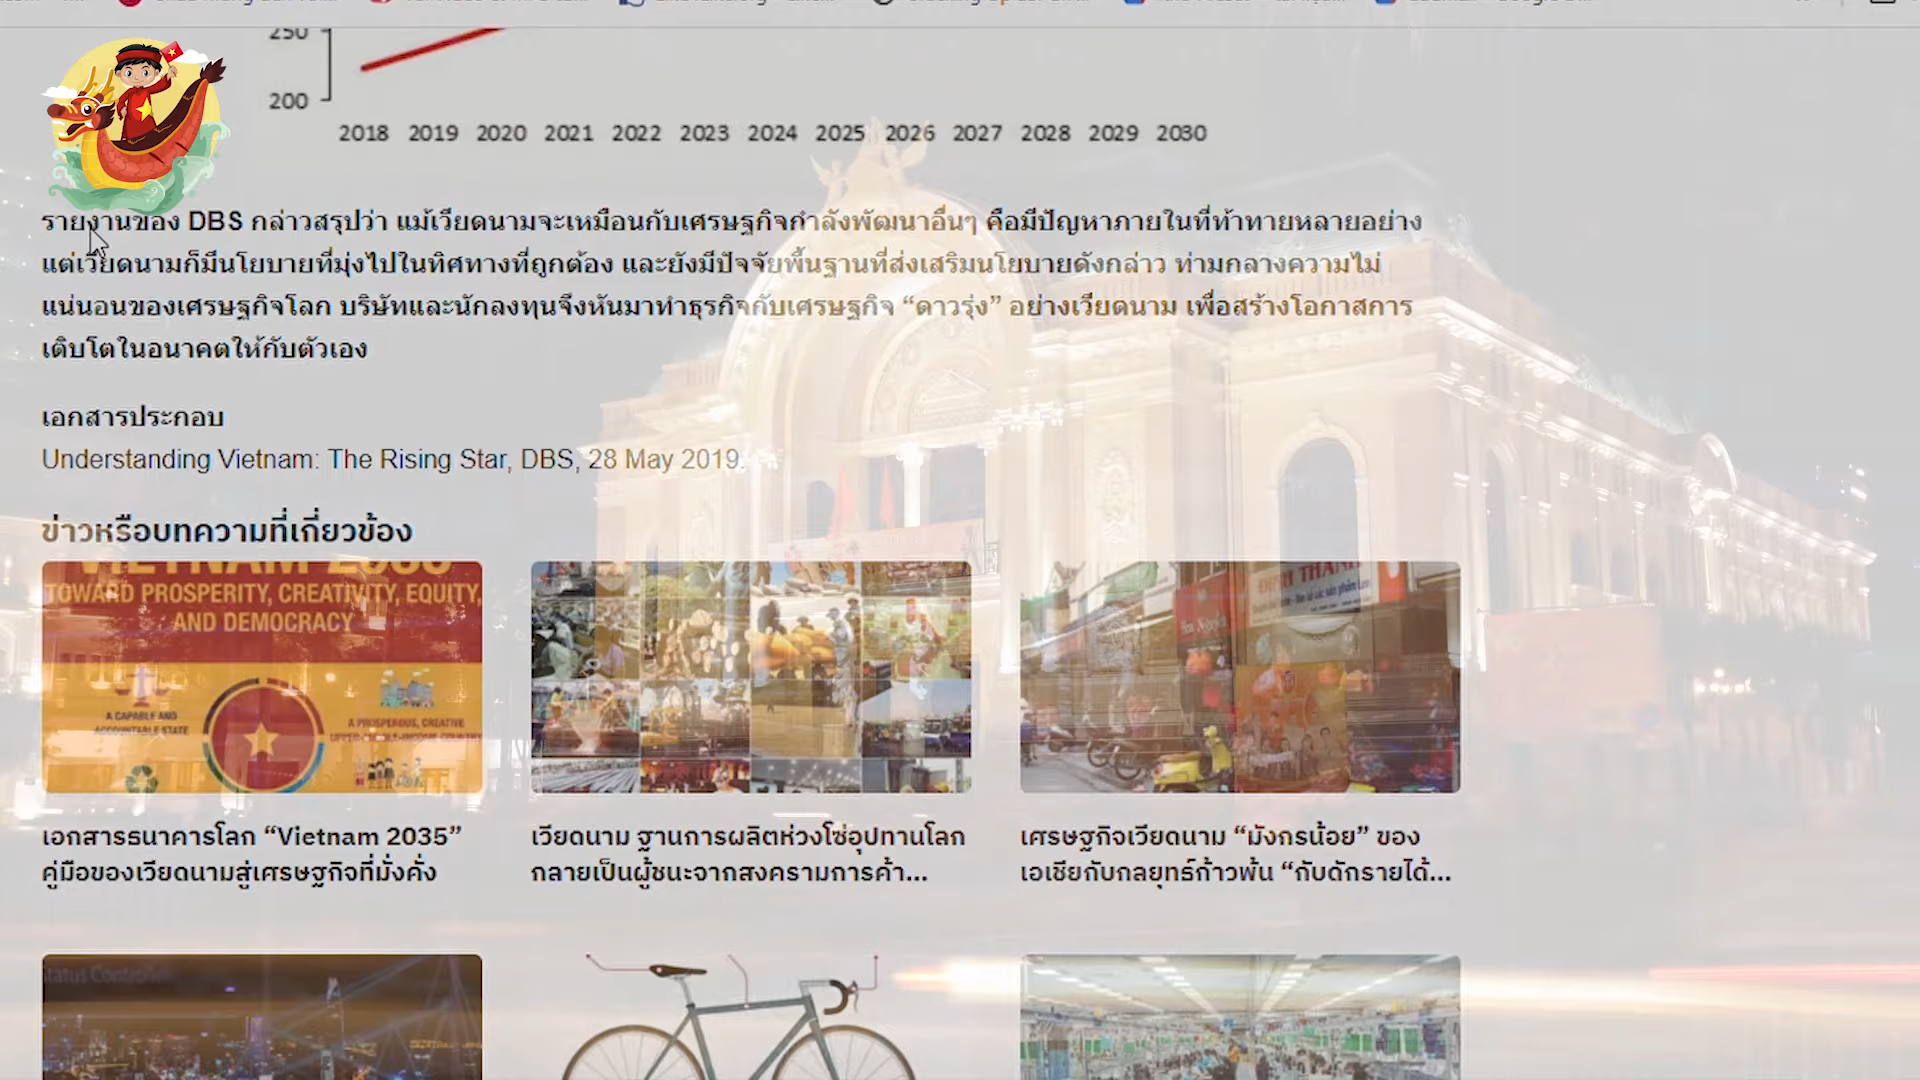 250
200
2018 2019 2020 2021 2022 2023 2024 2025 2026 2027 2028 2029 2030
รายงานของ DBS กล่าวสรุปว่า แม้เวียดนามจะเหมือนกับเศรษฐกิจกำลังพัฒนาอื่นๆ คือมีปัญหาภายในที่ท้าทายหลายอย่าง
แต่เวียดนามก็มีนโยบายที่มุ่งไปในทิศทางที่ถูกต้อง และยังมีปัจจัยพื้นฐานที่ส่งเสริมนโยบายดังกล่าว ท่ามกลางความไม่
แน่นอนของเศรษฐกิจโลก บริษัทและนักลงทุนจึงหันมาทำธุรกิจกับเศรษฐกิจ “ดาวรุ่ง” อย่างเวียดนาม เพื่อสร้างโอกาสการ
เติบโตในอนาคตให้กับตัวเอง
เอกสารประกอบ
Understanding Vietnam: The Rising Star, DBS, 28 May 2019.
ข่าวหรือบทความที่เกี่ยวข้อง
TOWARD PROSPERITY, CREATIVITY, EQUITY,
AND DEMOCRACY
A CAPABLE AND
ACCOUNTABLE STATE
A PROSPEROUS, CREATIVE
UPPER-MIDDLE-INCOME COUNTRY
เอกสารธนาคารโลก “Vietnam 2035”
คู่มือของเวียดนามสู่เศรษฐกิจที่มั่งคั่ง
เวียดนาม ฐานการผลิตห่วงโซ่อุปทานโลก
กลายเป็นผู้ชนะจากสงครามการค้า...
เศรษฐกิจเวียดนาม “มังกรน้อย” ของ
เอเชียกับกลยุทธ์ก้าวพ้น “กับดักรายได้...